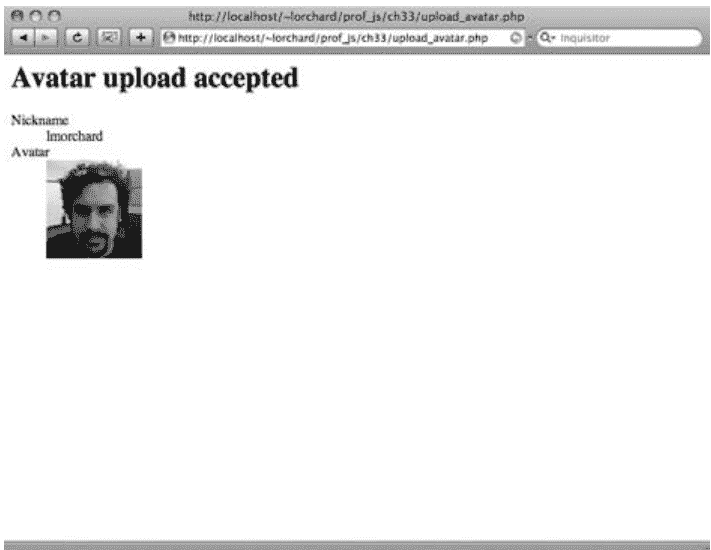 http://localhost/~lorchard/prof_js/ch33/upload_avatar.php
http://localhost/~lorchard/prof_js/ch33/upload_avatar.php
Inquisitor
Avatar upload accepted
Nickname
lmorchard
Avatar